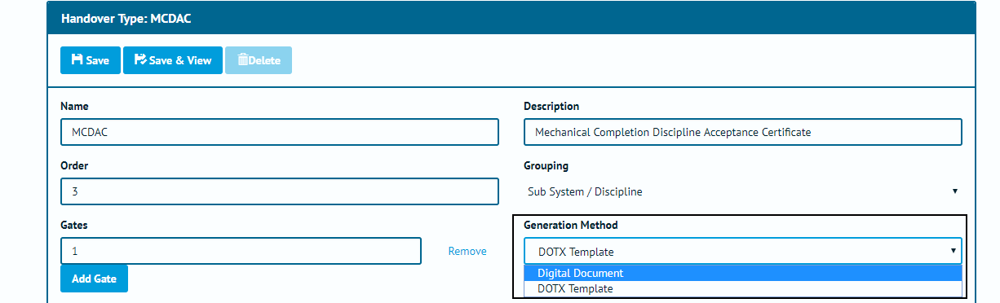 Handover Type: MCDAC
Save Save & View Delete
Name Description
MCDAC Mechanical Completion Discipline Acceptance Certificate
Order Grouping
3 Sub System / Discipline
Gates Generation Method
1 Remove DOTX Template
Add Gate Digital Document
DOTX Template